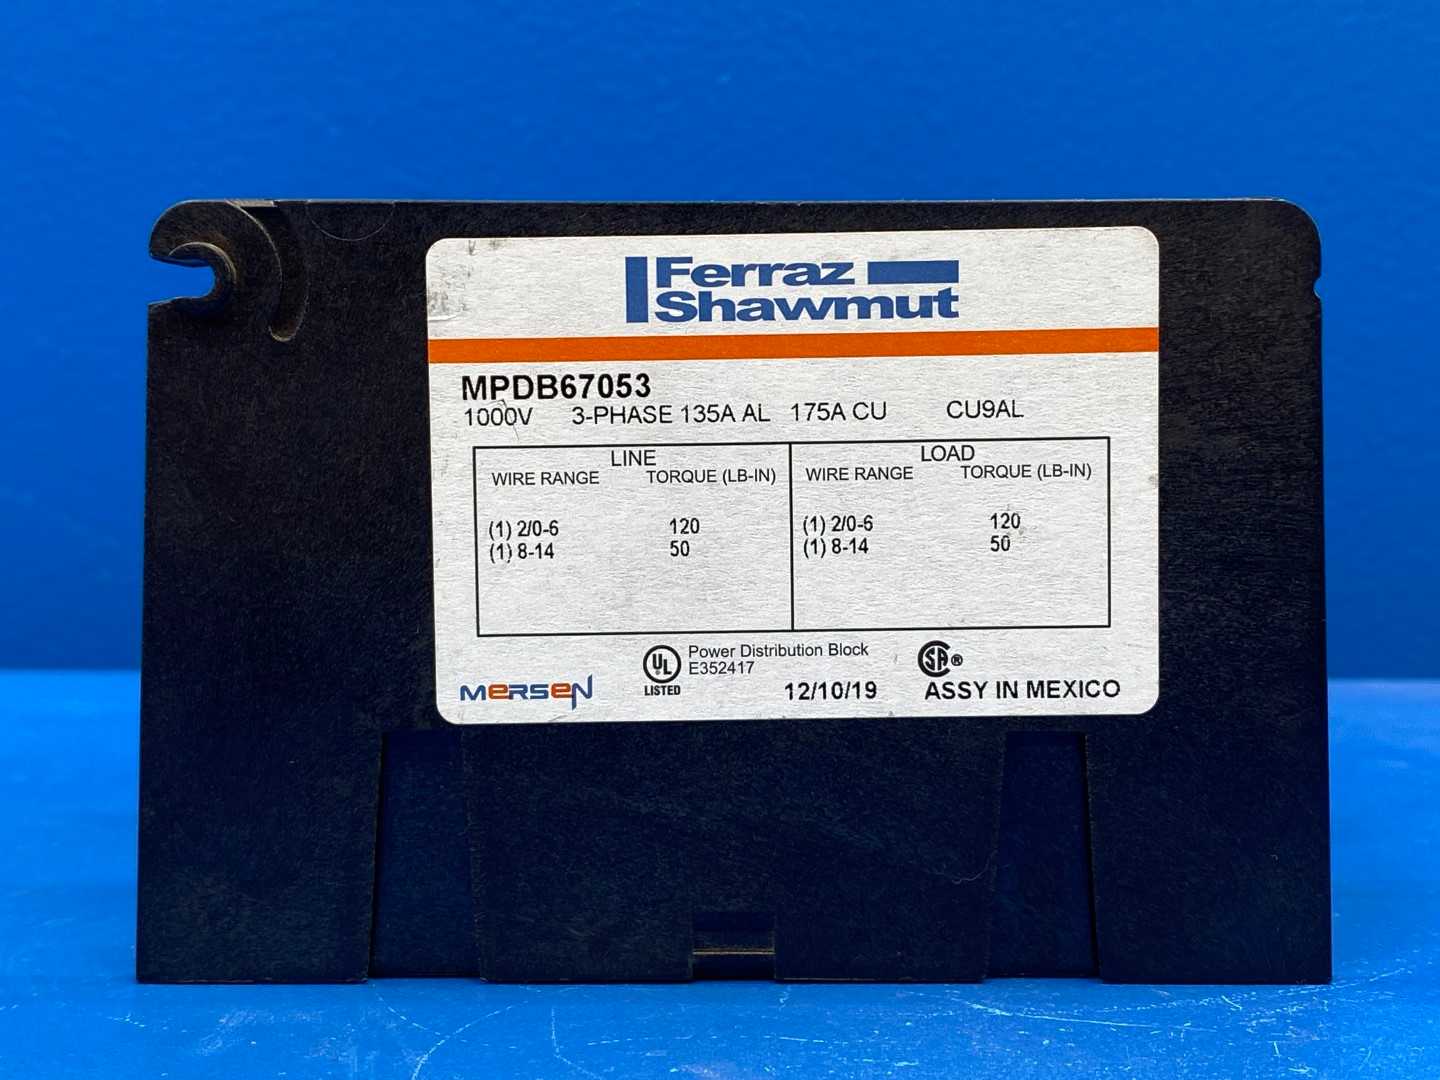 Ferraz
Shawmut
MPDB67053
1000V 3-PHASE 135A AL 175A CU CU9AL
LINE LOAD
WIRE RANGE TORQUE (LB-IN) WIRE RANGE TORQUE (LB-IN)
(1) 2/0-6 120 (1) 2/0-6 120
(1) 8-14 50 (1) 8-14 50
UL Power Distribution Block SA ®
E352417
MERSEN LISTED 12/10/19 ASSY IN MEXICO